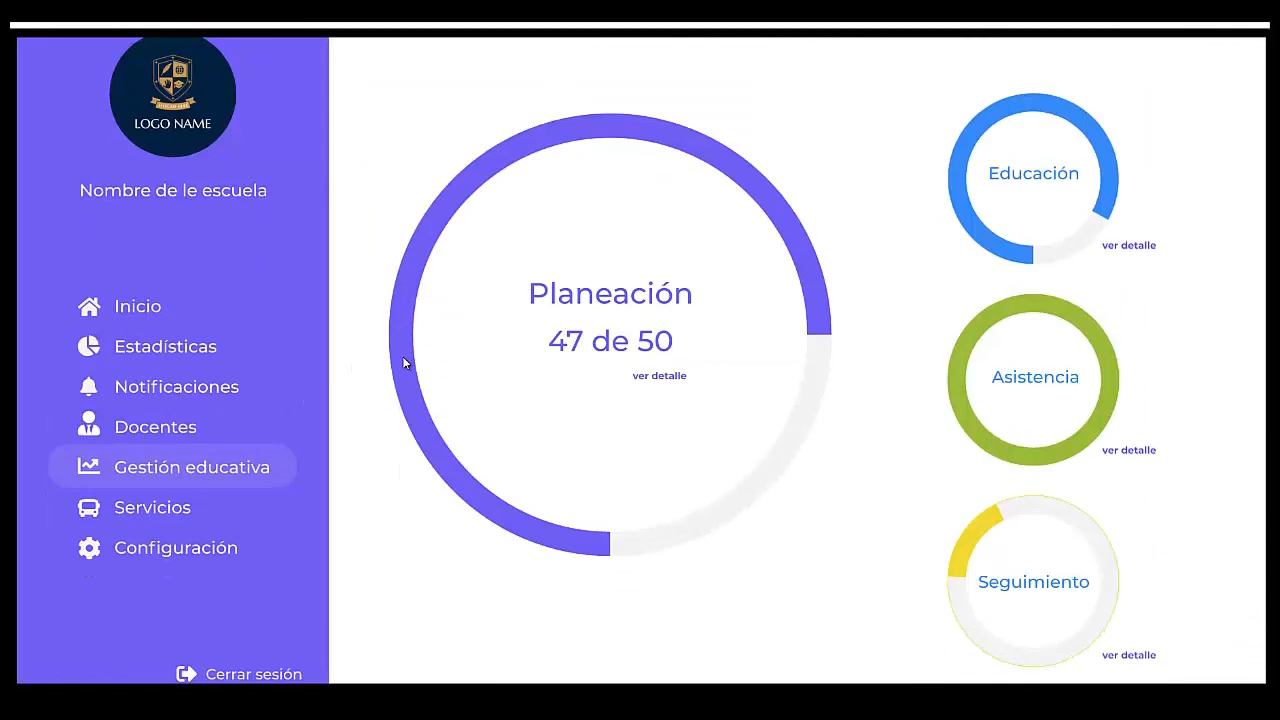 LOGO NAME
Nombre de le escuela
Inicio
Estadísticas
Notificaciones
Docentes
Gestión educativa
Servicios
Configuración
Cerrar sesión
Planeación
47 de 50
ver detalle
Educación
ver detalle
Asistencia
ver detalle
Seguimiento
ver detalle